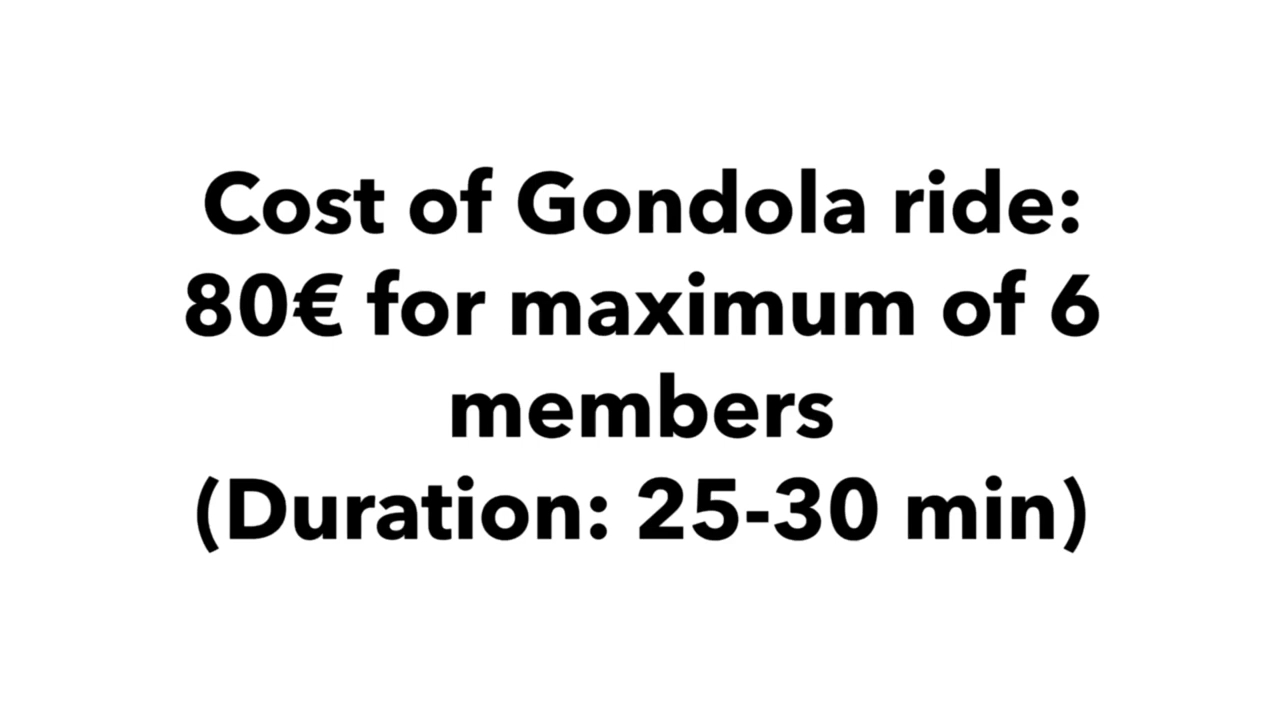 Cost of Gondola ride:
80€ for maximum of 6
members
(Duration: 25-30 min)